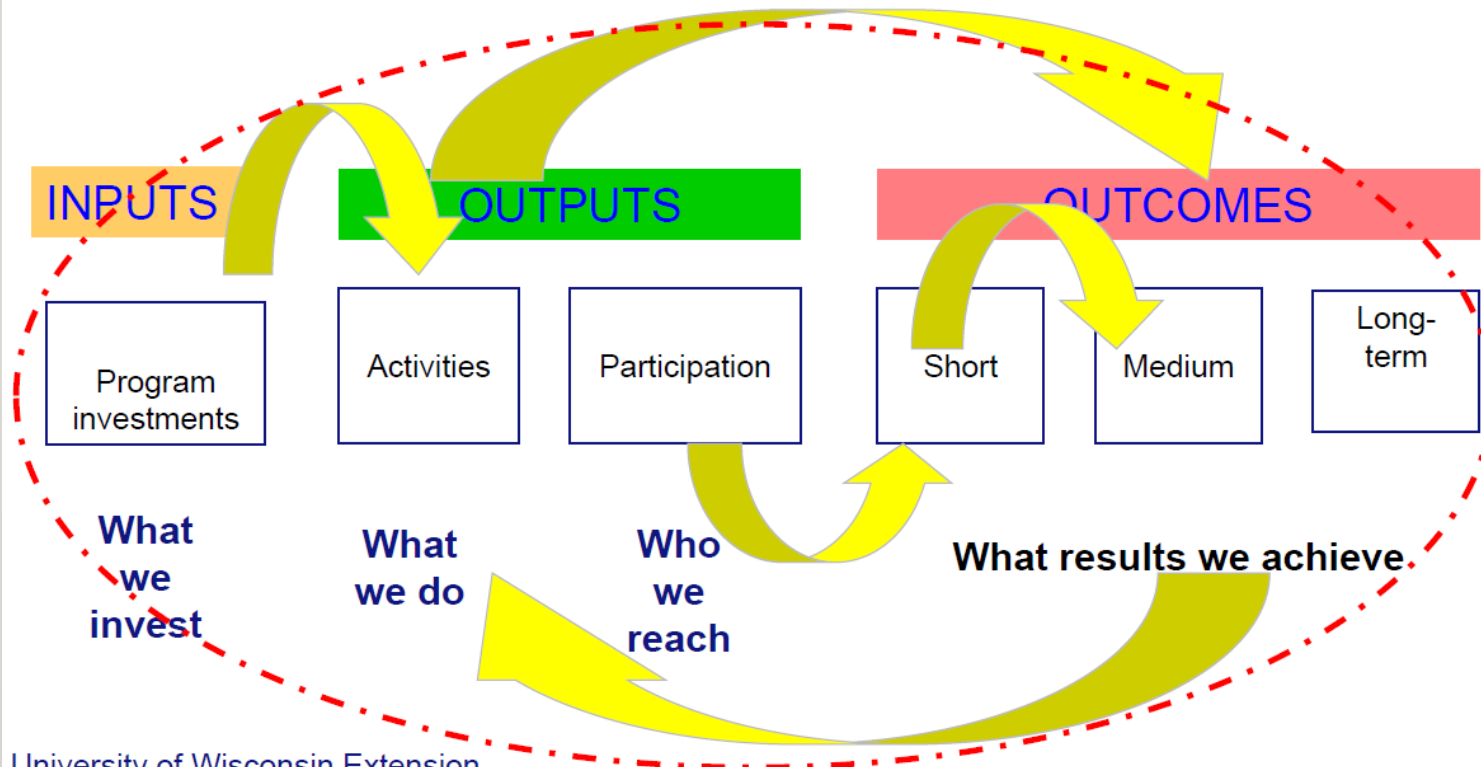 INPUTS
OUTPUTS
OUTCOMES
Program
investments
Activities
Participation
Short
Medium
Long-
term
What
we
invest
What
we do
Who
we
reach
What results we achieve
University of Wisconsin Extension